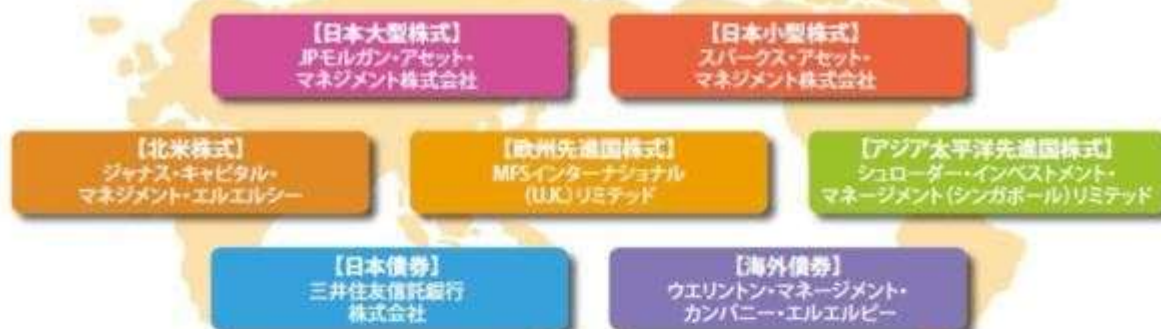 【日本大型株式】
JPモルガン・アセット・
マネジメント株式会社
【日本小型株式】
スパークス・アセット・
マネジメント株式会社
【北米株式】
ジャナス・キャピタル・
マネジメント・エルエルシー
【欧州先進国株式】
MFSインターナショナル
(U.K.)リミテッド
【アジア太平洋先進国株式】
シュローダー・インベストメント・
マネージメント(シンガポール)リミテッド
【日本債券】
三井住友信託銀行
株式会社
【海外債券】
ウエリントン・マネージメント・
カンパニー・エルエルピー